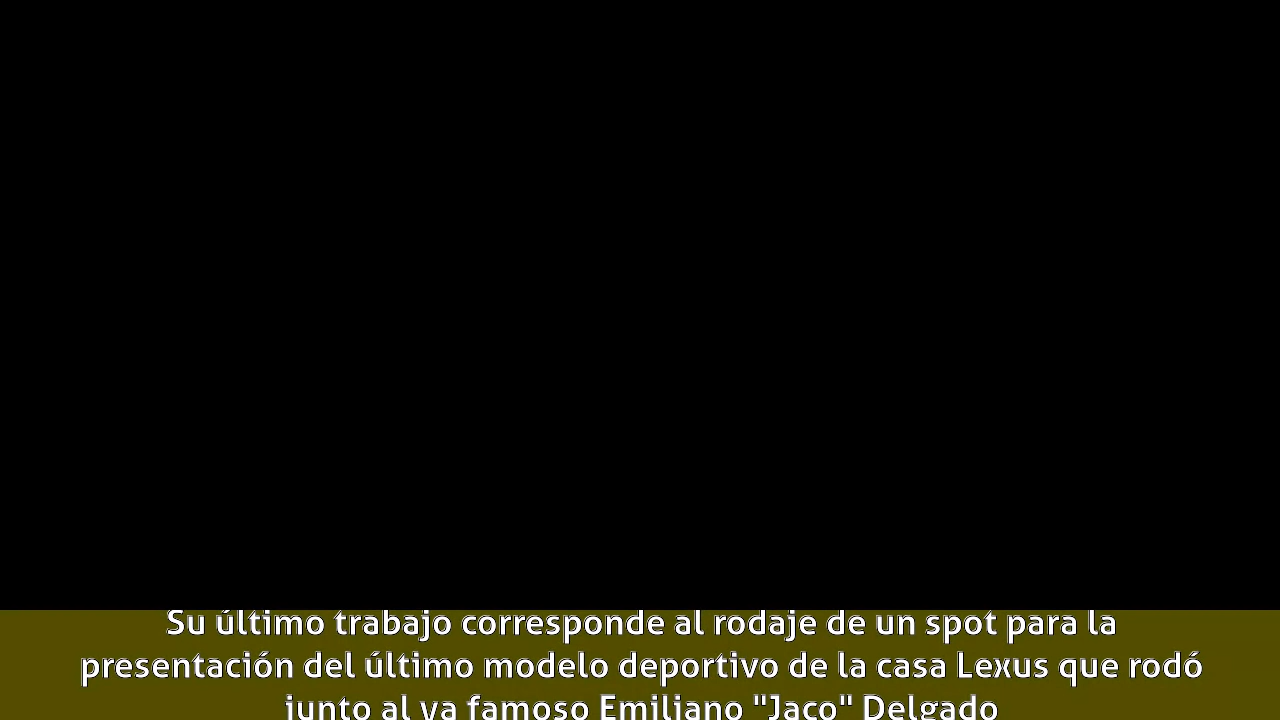 Su último trabajo corresponde al rodaje de un spot para la
presentación del último modelo deportivo de la casa Lexus que rodó
junto al ya famoso Emiliano "Jaco" Delgado